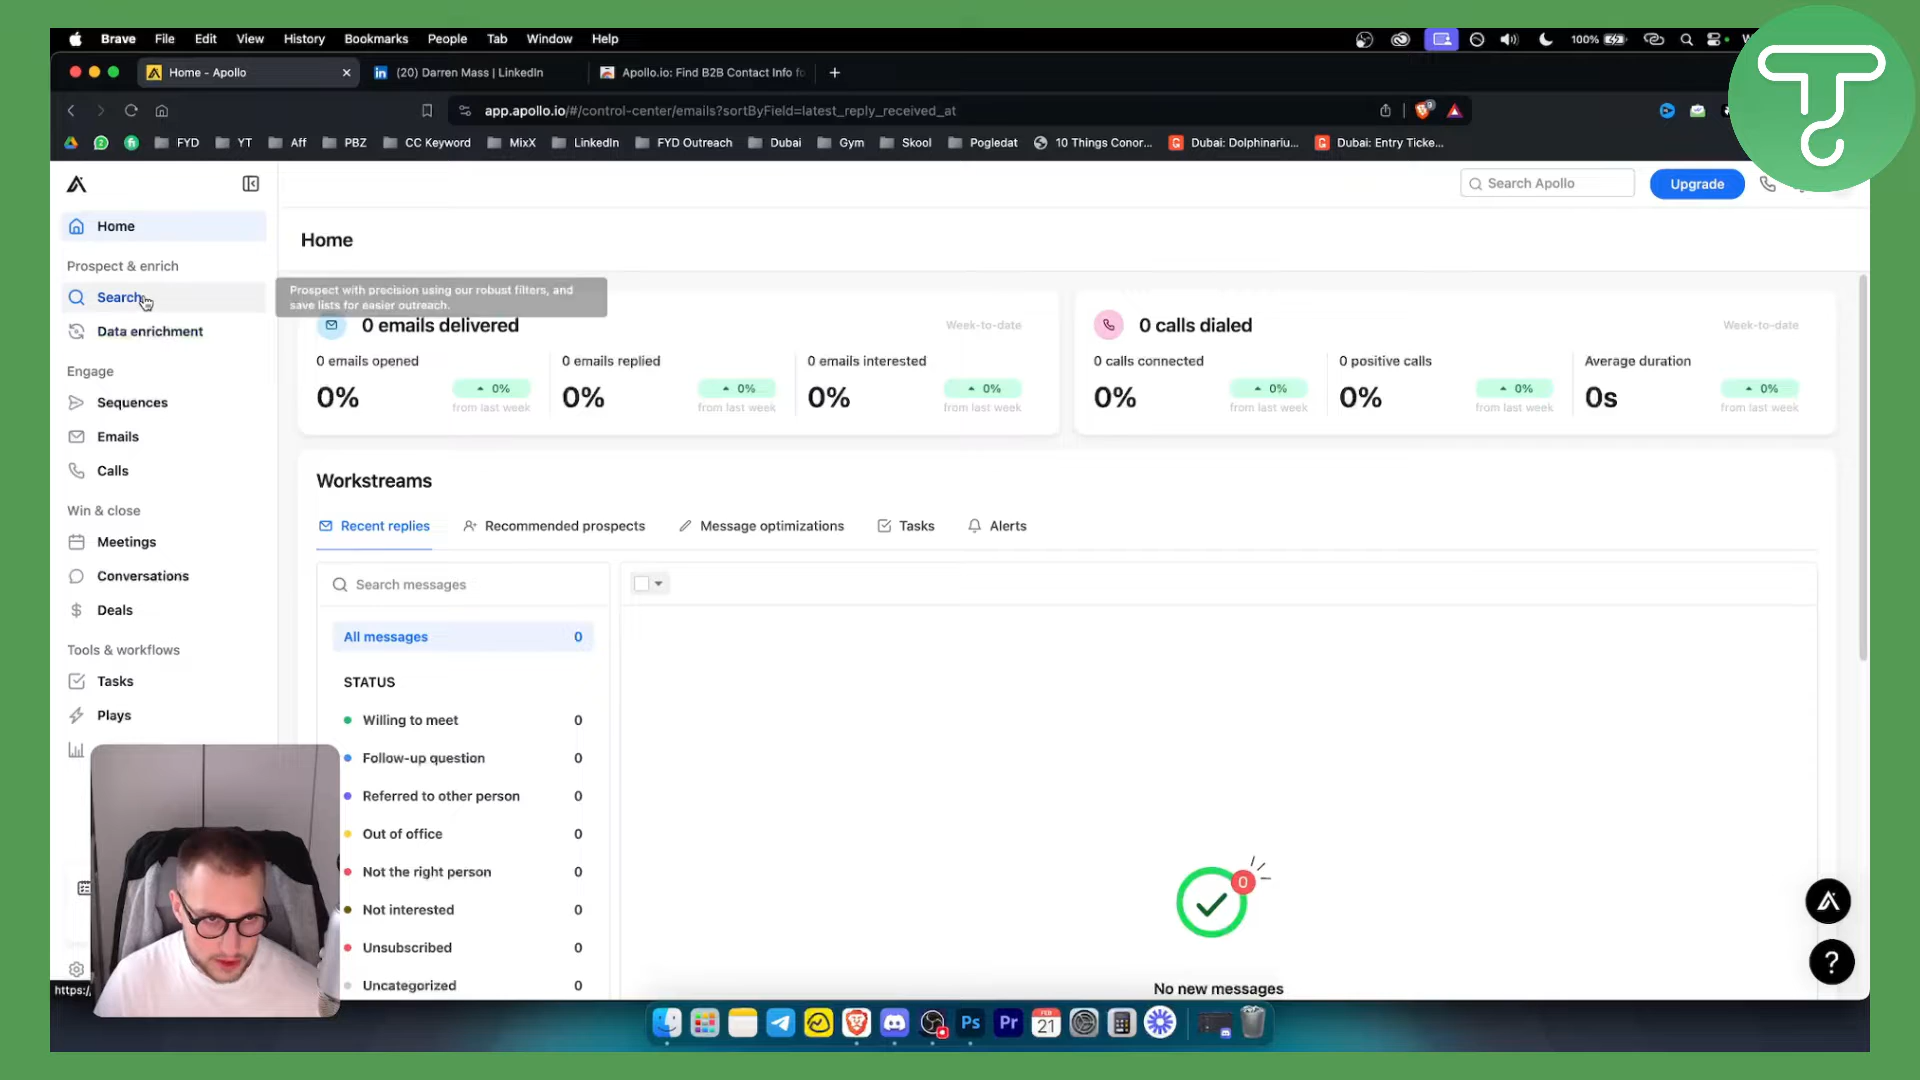 Brave File Edit View History Bookmarks People Tab Window Help 100%
Home - Apollo (20) Darren Mass | LinkedIn Apollo.io: Find B2B Contact Info fo
app.apollo.io/#/control-center/emails?sortByField=latest_reply_received_at
FYD YT Aff PBZ CC Keyword MixX LinkedIn FYD Outreach Dubai Gym Skool Pogledat 10 Things Conor... Dubai: Dolphinariu... Dubai: Entry Ticke...
Search Apollo
Upgrade
Home
Prospect & enrich
Search
Data enrichment
Engage
Sequences
Emails
Calls
Win & close
Meetings
Conversations
Deals
Tools & workflows
Tasks
Plays
https:/
Home
Prospect with precision using our robust filters, and
save lists for easier outreach.
0 emails delivered
Week-to-date
0 emails opened
0%
0%
from last week
0 emails replied
0%
0%
from last week
0 emails interested
0%
0%
from last week
0 calls dialed
Week-to-date
0 calls connected
0%
0%
from last week
0 positive calls
0%
0%
from last week
Average duration
0s
0%
from last week
Workstreams
Recent replies Recommended prospects Message optimizations Tasks Alerts
Search messages
All messages 0
STATUS
Willing to meet 0
Follow-up question 0
Referred to other person 0
Out of office 0
Not the right person 0
Not interested 0
Unsubscribed 0
Uncategorized 0
0
No new messages
?
Ps Pr FEB 21